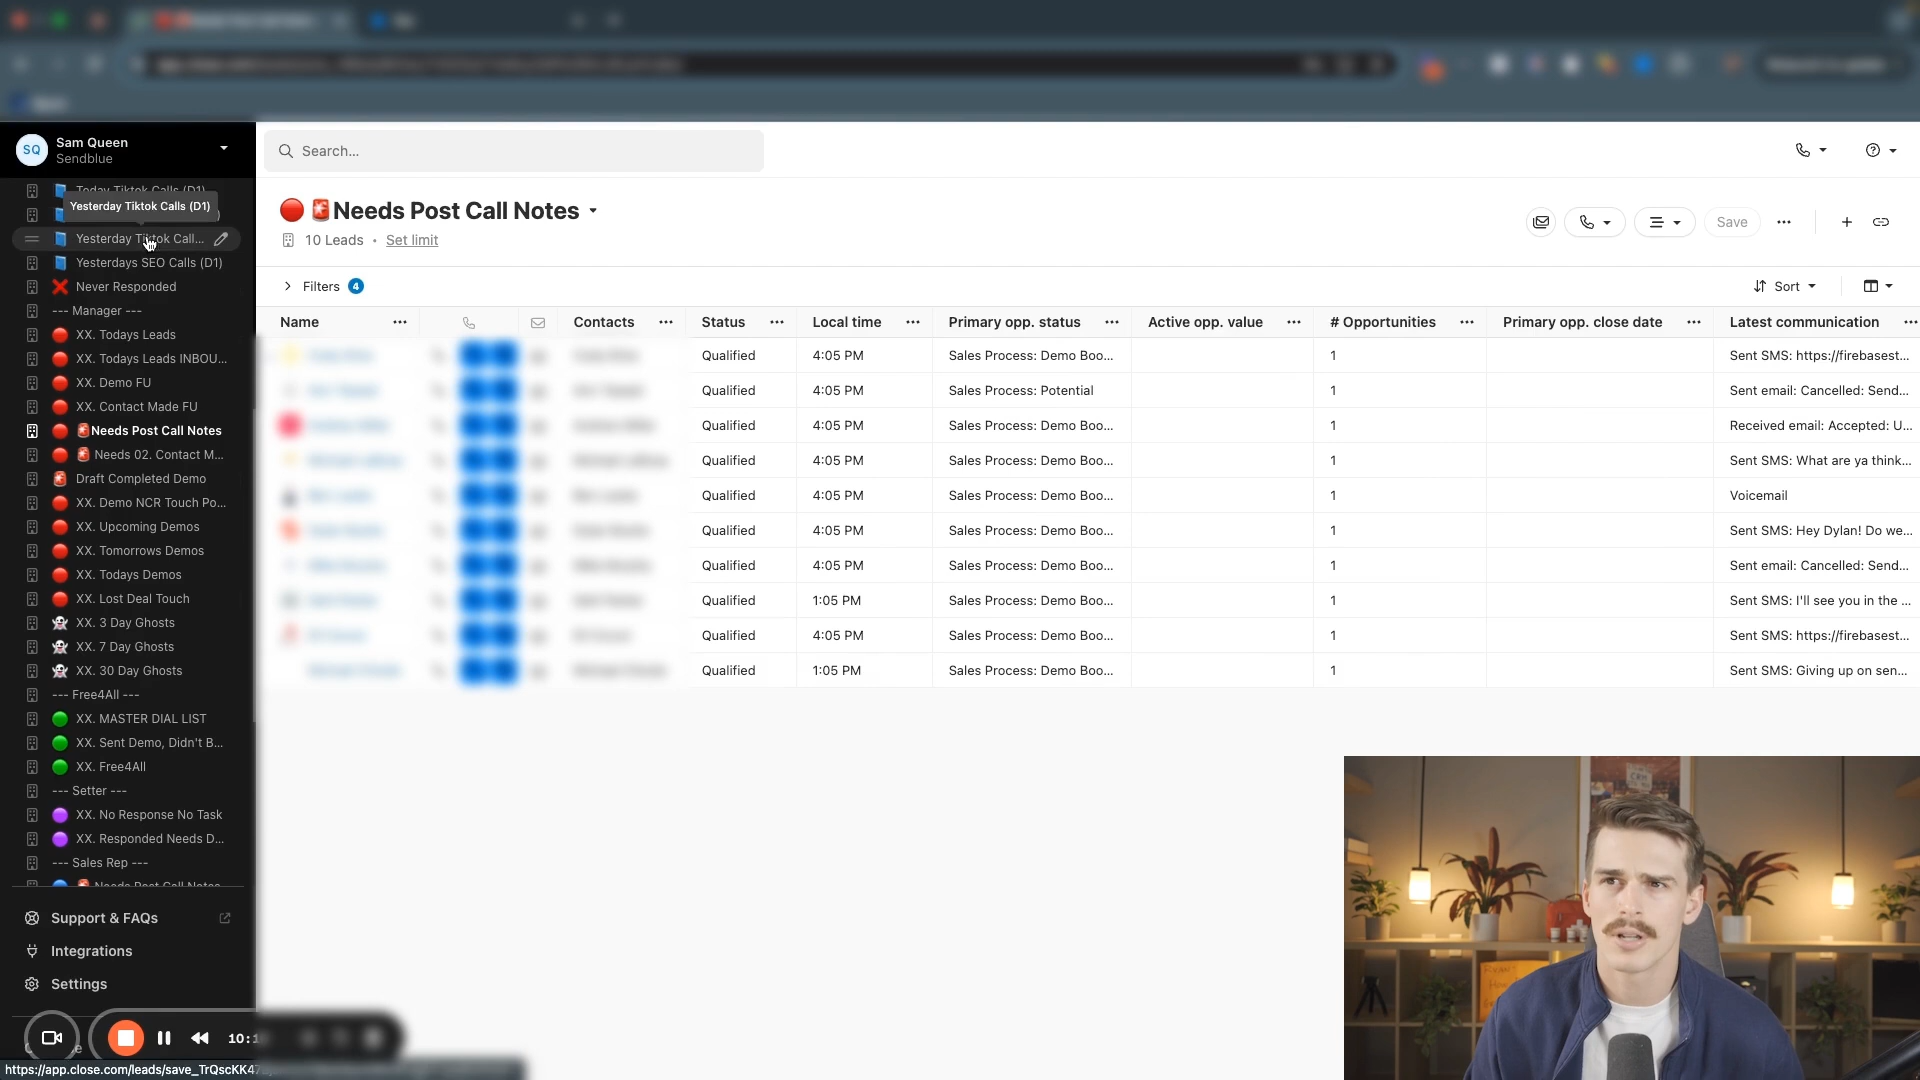 SQ
Sam Queen
Sendblue
Search...
Today Tiktok Calls (D1)
Yesterday Tiktok Calls (D1)
Yesterday Tiktok Call...
Yesterdays SEO Calls (D1)
Never Responded
--- Manager ---
XX. Todays Leads
XX. Todays Leads INBOU...
XX. Demo FU
XX. Contact Made FU
Needs Post Call Notes
Needs 02. Contact M...
Draft Completed Demo
XX. Demo NCR Touch Po...
XX. Upcoming Demos
XX. Tomorrows Demos
XX. Todays Demos
XX. Lost Deal Touch
XX. 3 Day Ghosts
XX. 7 Day Ghosts
XX. 30 Day Ghosts
--- Free4All ---
XX. MASTER DIAL LIST
XX. Sent Demo, Didn't B...
XX. Free4All
--- Setter ---
XX. No Response No Task
XX. Responded Needs D...
--- Sales Rep ---
Needs Post Call Notes
Support & FAQs
Integrations
Settings
10:1
https://app.close.com/leads/save_TrQscKK47
Needs Post Call Notes
10 Leads • Set limit
Save
Filters 4
Sort
Name Contacts Status Local time Primary opp. status Active opp. value # Opportunities Primary opp. close date Latest communication
Qualified 4:05 PM Sales Process: Demo Boo... 1 Sent SMS: https://firebasest...
Qualified 4:05 PM Sales Process: Potential 1 Sent email: Cancelled: Send...
Qualified 4:05 PM Sales Process: Demo Boo... 1 Received email: Accepted: U...
Qualified 4:05 PM Sales Process: Demo Boo... 1 Sent SMS: What are ya think...
Qualified 4:05 PM Sales Process: Demo Boo... 1 Voicemail
Qualified 4:05 PM Sales Process: Demo Boo... 1 Sent SMS: Hey Dylan! Do we...
Qualified 4:05 PM Sales Process: Demo Boo... 1 Sent email: Cancelled: Send...
Qualified 1:05 PM Sales Process: Demo Boo... 1 Sent SMS: I'll see you in the ...
Qualified 4:05 PM Sales Process: Demo Boo... 1 Sent SMS: https://firebasest...
Qualified 1:05 PM Sales Process: Demo Boo... 1 Sent SMS: Giving up on sen...